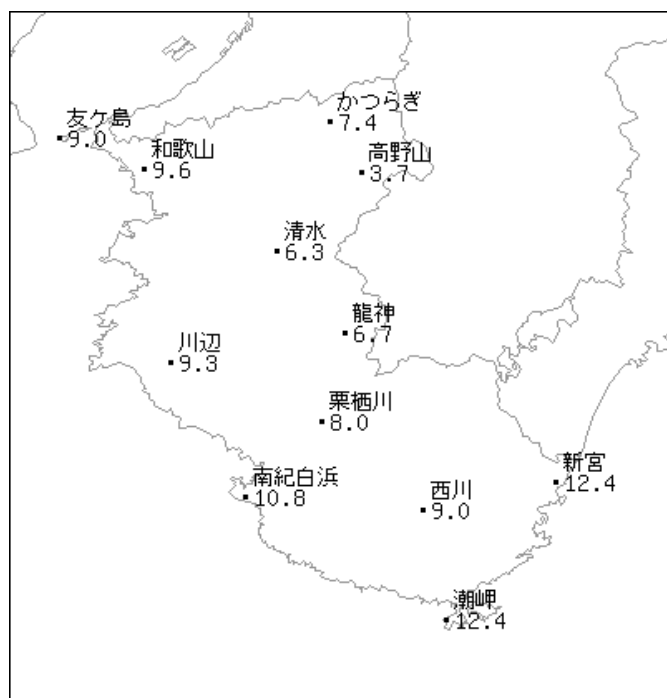 かつらぎ
7.4
友ケ島
9.0
和歌山
9.6
高野山
3.7
清水
6.3
龍神
6.7
川辺
9.3
栗栖川
8.0
新宮
12.4
南紀白浜
10.8
西川
9.0
潮岬
12.4